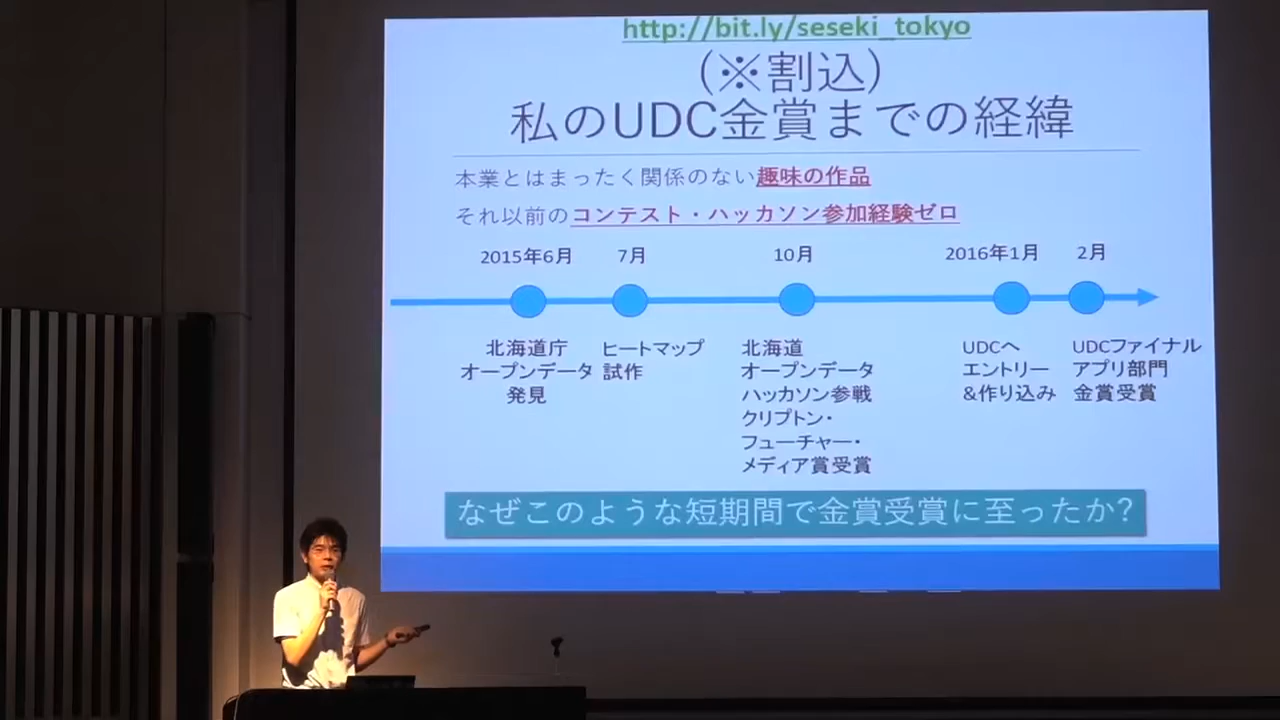 http://bit.ly/seseki_tokyo
(※割込)
私のUDC金賞までの経緯
本業とはまったく関係のない趣味の作品
それ以前のコンテスト・ハッカソン参加経験ゼロ
2015年6月
7月
10月
2016年1月
2月
北海道庁
オープンデータ
発見
ヒートマップ
試作
北海道
オープンデータ
ハッカソン参戦
クリプトン・
フューチャー・
メディア賞受賞
UDCへ
エントリー
&作り込み
UDCファイナル
アプリ部門
金賞受賞
なぜこのような短期間で金賞受賞に至ったか?